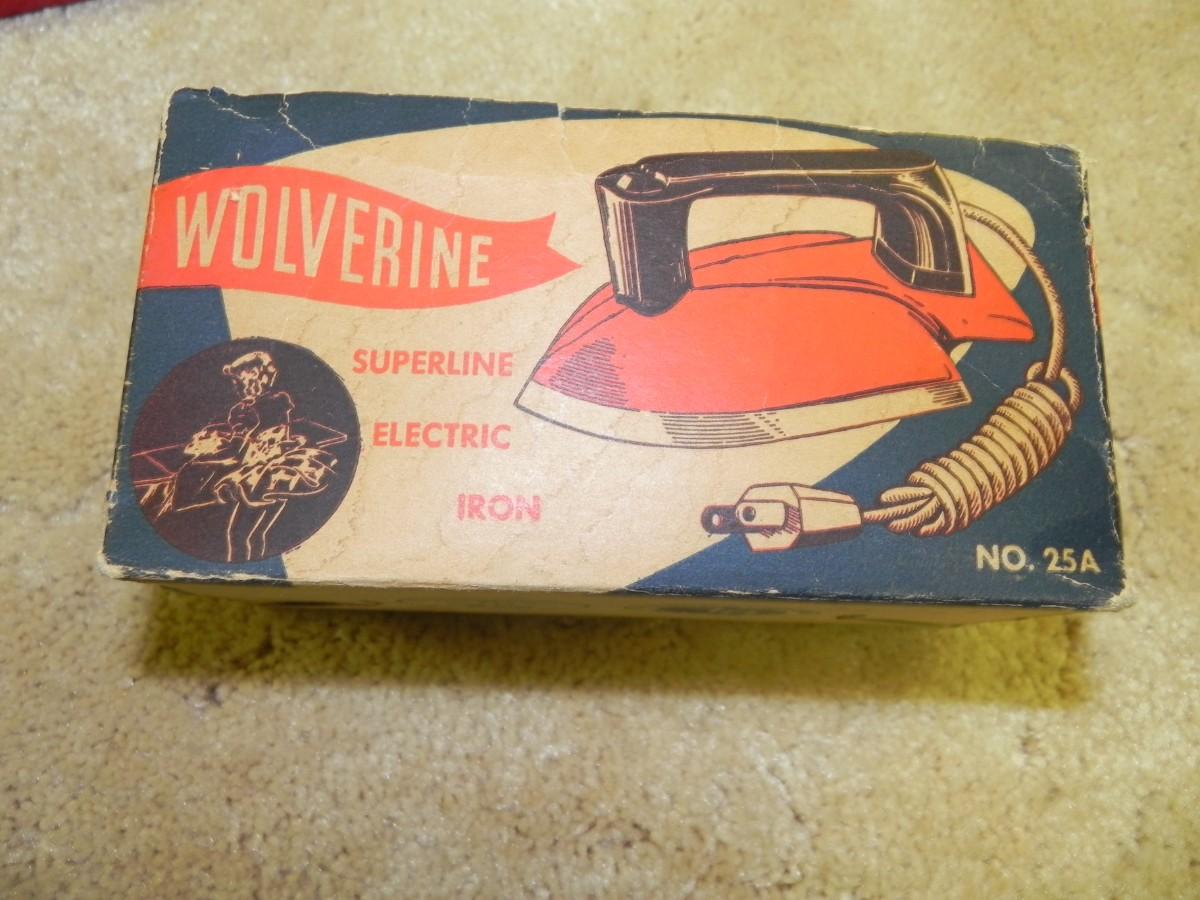 WOLVERINE
SUPERLINE
ELECTRIC
IRON
NO. 25A